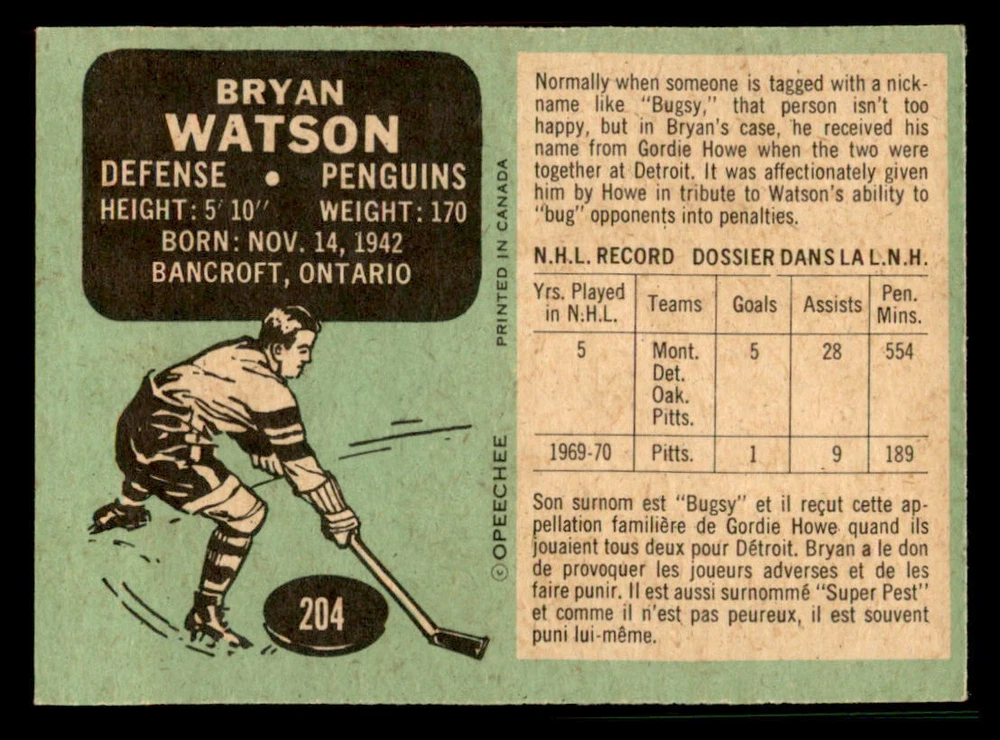 BRYAN
WATSON
DEFENSE • PENGUINS
HEIGHT: 5' 10" WEIGHT: 170
BORN: NOV. 14, 1942
BANCROFT, ONTARIO
204
©OPEECHEE PRINTED IN CANADA
Normally when someone is tagged with a nick-
name like "Bugsy," that person isn't too
happy, but in Bryan's case, he received his
name from Gordie Howe when the two were
together at Detroit. It was affectionately given
him by Howe in tribute to Watson's ability to
"bug" opponents into penalties.
N.H.L. RECORD DOSSIER DANS LA L.N.H.
Yrs. Played in N.H.L. Teams Goals Assists Pen. Mins.
5 Mont. 5 28 554
Det.
Oak.
Pitts.
1969-70 Pitts. 1 9 189
Son surnom est "Bugsy" et il reçut cette ap-
pellation familière de Gordie Howe quand ils
jouaient tous deux pour Détroit. Bryan a le don
de provoquer les joueurs adverses et de les
faire punir. Il est aussi surnommé "Super Pest"
et comme il n'est pas peureux, il est souvent
puni lui-même.